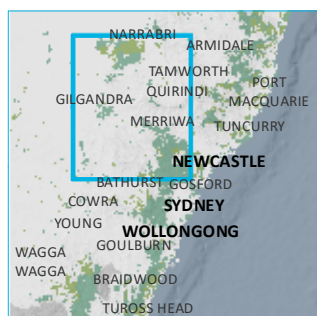 NARRABRI
ARMIDALE
TAMWORTH
QUIRINDI
PORT
MACQUARIE
GILGANDRA
MERRIWA
TUNCURRY
NEWCASTLE
BATHURST
GOSFORD
COWRA
SYDNEY
YOUNG
WOLLONGONG
GOULBURN
WAGGA
WAGGA
BRAIDWOOD
TUROSS HEAD